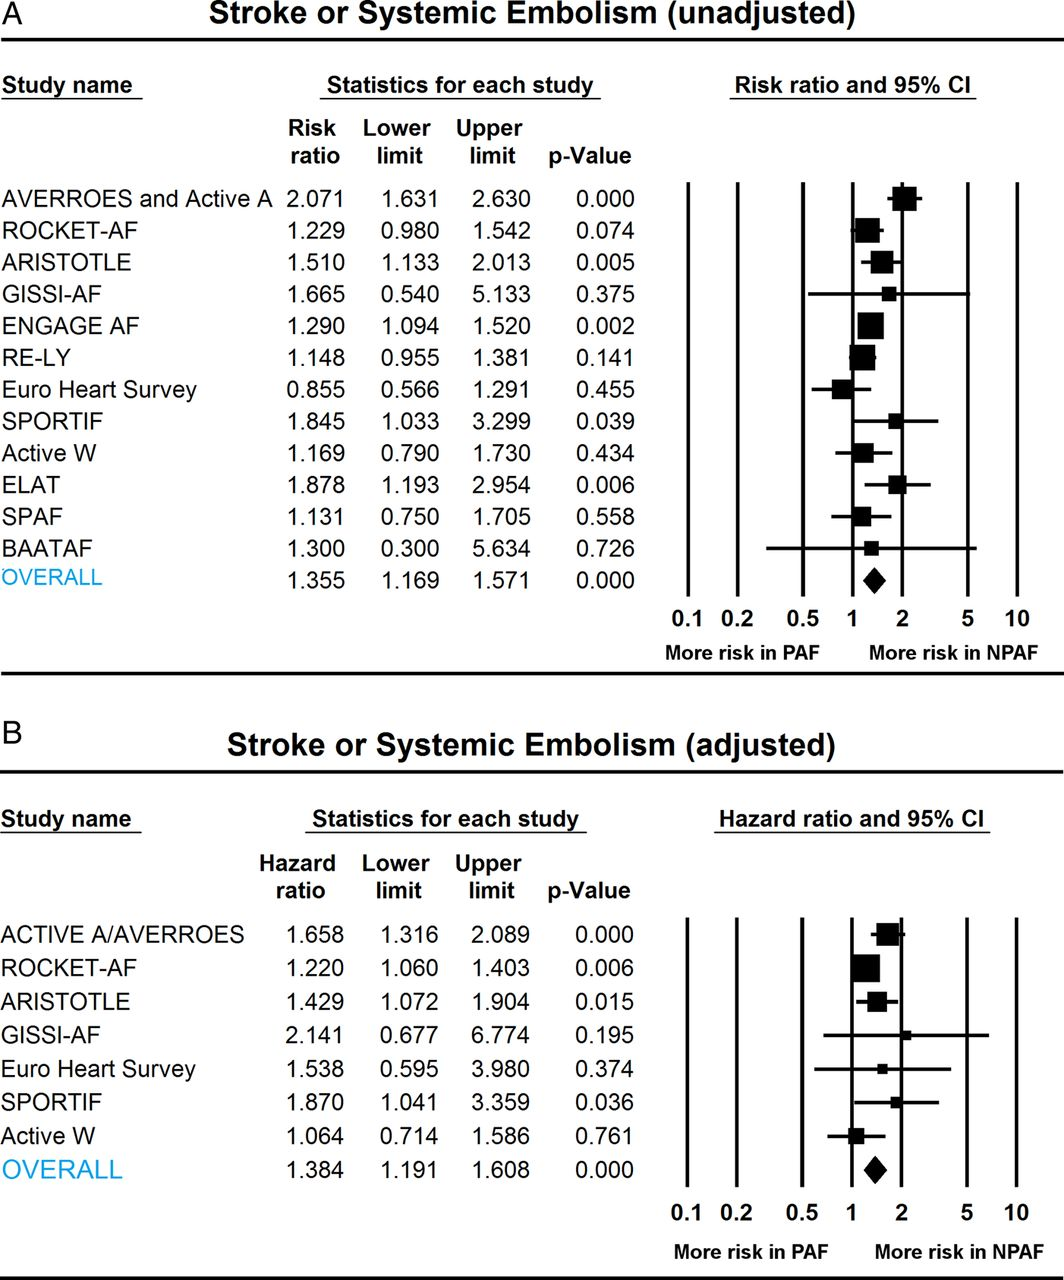 A
Stroke or Systemic Embolism (unadjusted)
Study name Statistics for each study Risk ratio and 95% CI
Risk Lower Upper
ratio limit limit p-Value
AVERROES and Active A 2.071 1.631 2.630 0.000
ROCKET-AF 1.229 0.980 1.542 0.074
ARISTOTLE 1.510 1.133 2.013 0.005
GISSI-AF 1.665 0.540 5.133 0.375
ENGAGE AF 1.290 1.094 1.520 0.002
RE-LY 1.148 0.955 1.381 0.141
Euro Heart Survey 0.855 0.566 1.291 0.455
SPORTIF 1.845 1.033 3.299 0.039
Active W 1.169 0.790 1.730 0.434
ELAT 1.878 1.193 2.954 0.006
SPAF 1.131 0.750 1.705 0.558
BAATAF 1.300 0.300 5.634 0.726
OVERALL 1.355 1.169 1.571 0.000
0.1 0.2 0.5 1 2 5 10
More risk in PAF More risk in NPAF
B
Stroke or Systemic Embolism (adjusted)
Study name Statistics for each study Hazard ratio and 95% CI
Hazard Lower Upper
ratio limit limit p-Value
ACTIVE A/AVERROES 1.658 1.316 2.089 0.000
ROCKET-AF 1.220 1.060 1.403 0.006
ARISTOTLE 1.429 1.072 1.904 0.015
GISSI-AF 2.141 0.677 6.774 0.195
Euro Heart Survey 1.538 0.595 3.980 0.374
SPORTIF 1.870 1.041 3.359 0.036
Active W 1.064 0.714 1.586 0.761
OVERALL 1.384 1.191 1.608 0.000
0.1 0.2 0.5 1 2 5 10
More risk in PAF More risk in NPAF